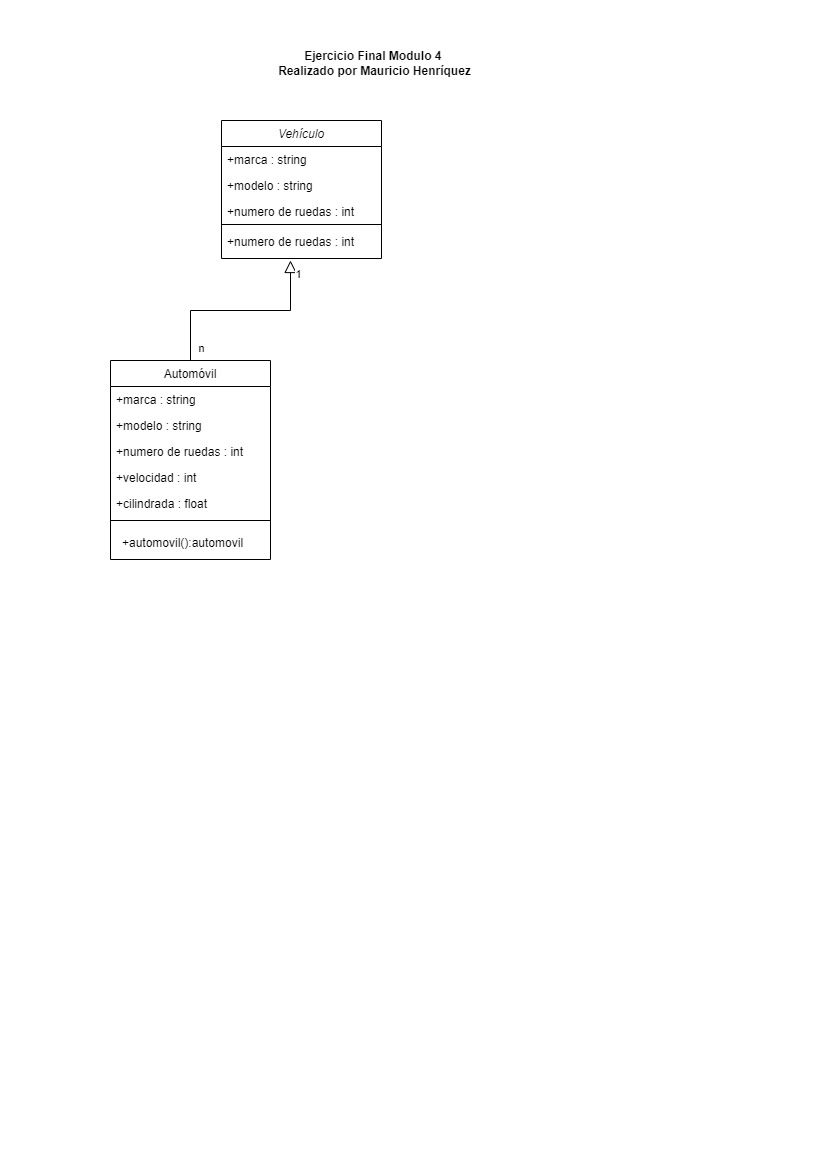 Ejercicio Final Modulo 4
Realizado por Mauricio Henríquez
Vehículo
+marca : string
+modelo : string
+numero de ruedas : int
+numero de ruedas : int
1
n
Automóvil
+marca : string
+modelo : string
+numero de ruedas : int
+velocidad : int
+cilindrada : float
+automovil():automovil